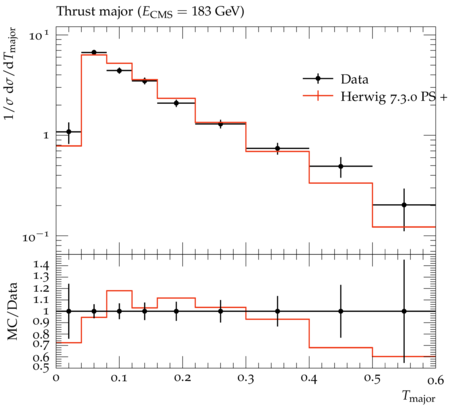 Thrust major (E_CMS = 183 GeV)
1/σ dσ/dT_major
10¹
1
10⁻¹
Data
Herwig 7.3.0 PS +
MC/Data
1.4
1.3
1.2
1.1
1
0.9
0.8
0.7
0.6
0.5
0 0.1 0.2 0.3 0.4 0.5 0.6
T_major